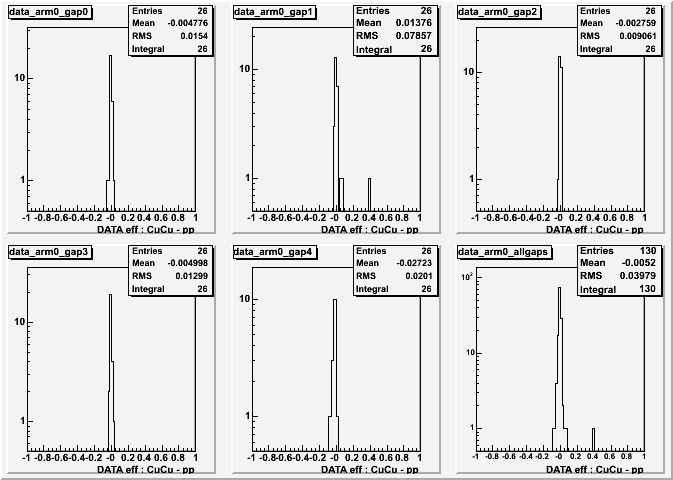 data_arm0_gap0
Entries 26
Mean -0.004776
RMS 0.0154
Integral 26
10
1
-1 -0.8 -0.6 -0.4 -0.2 0 0.2 0.4 0.6 0.8 1
DATA eff : CuCu - pp
data_arm0_gap1
Entries 26
Mean 0.01376
RMS 0.07857
Integral 26
10
1
-1 -0.8 -0.6 -0.4 -0.2 0 0.2 0.4 0.6 0.8 1
DATA eff : CuCu - pp
data_arm0_gap2
Entries 26
Mean -0.002759
RMS 0.009061
Integral 26
10
1
-1 -0.8 -0.6 -0.4 -0.2 0 0.2 0.4 0.6 0.8 1
DATA eff : CuCu - pp
data_arm0_gap3
Entries 26
Mean -0.004998
RMS 0.01299
Integral 26
10
1
-1 -0.8 -0.6 -0.4 -0.2 0 0.2 0.4 0.6 0.8 1
DATA eff : CuCu - pp
data_arm0_gap4
Entries 26
Mean -0.02723
RMS 0.0201
Integral 26
10
1
-1 -0.8 -0.6 -0.4 -0.2 0 0.2 0.4 0.6 0.8 1
DATA eff : CuCu - pp
data_arm0_allgaps
Entries 130
Mean -0.0052
RMS 0.03979
Integral 130
10²
10
1
-1 -0.8 -0.6 -0.4 -0.2 0 0.2 0.4 0.6 0.8 1
DATA eff : CuCu - pp